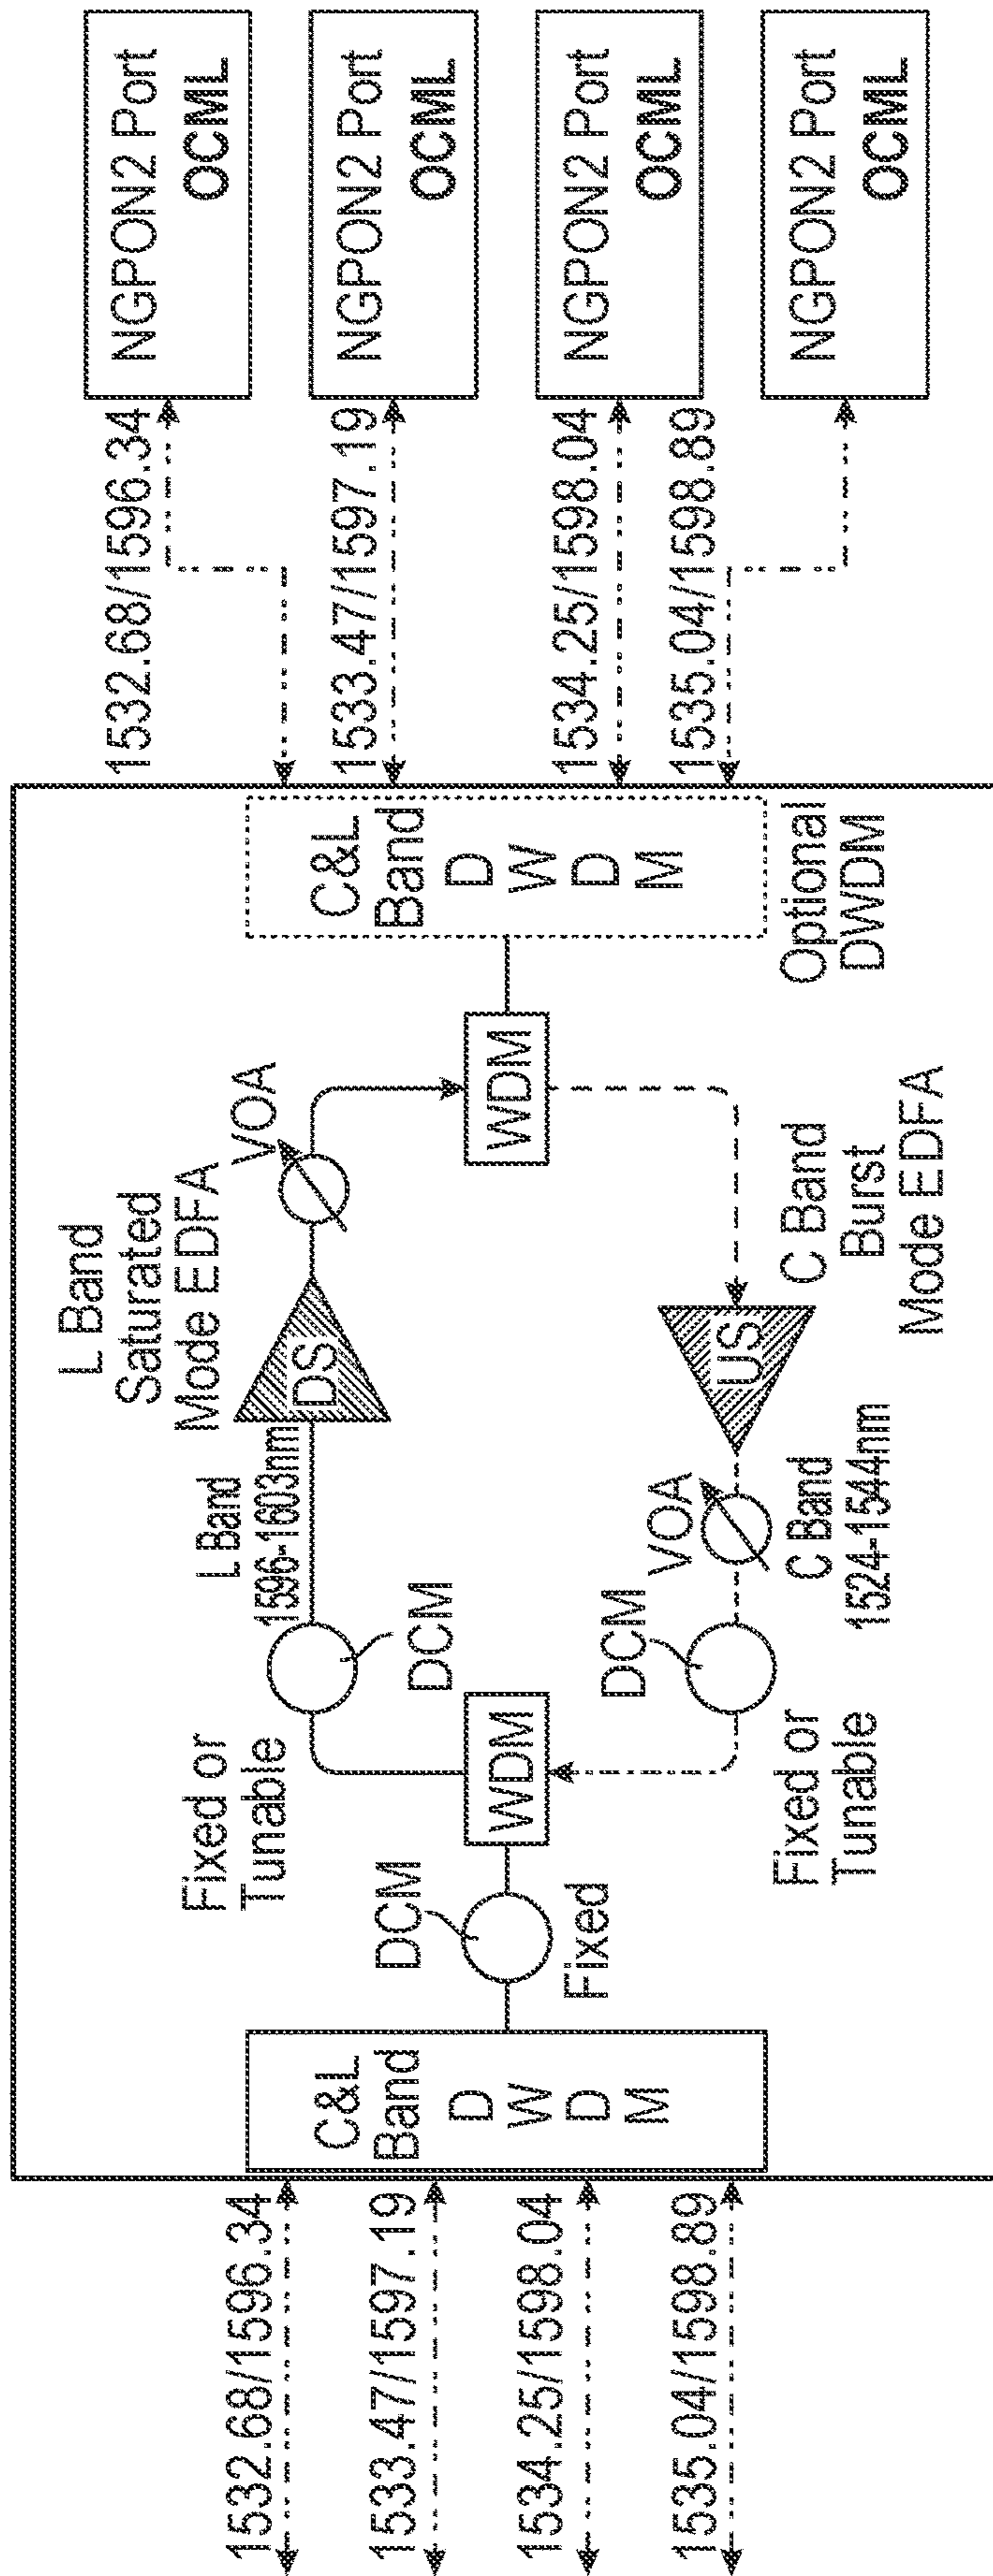 1532.68/1596.34
1533.47/1597.19
1534.25/1598.04
1535.04/1598.89
C&L
Band
D
W
D
M
DCM
Fixed
WDM
Fixed or
Tunable
DCM
L Band
1596-1603nm
L Band
Saturated
Mode EDFA
DS
VOA
Fixed or
Tunable
DCM
VOA
C Band
1524-1544nm
US
C Band
Burst
Mode EDFA
WDM
C&L
Band
D
W
D
M
Optional
DWDM
1532.68/1596.34
1533.47/1597.19
1534.25/1598.04
1535.04/1598.89
NGPON2 Port
OCML
NGPON2 Port
OCML
NGPON2 Port
OCML
NGPON2 Port
OCML